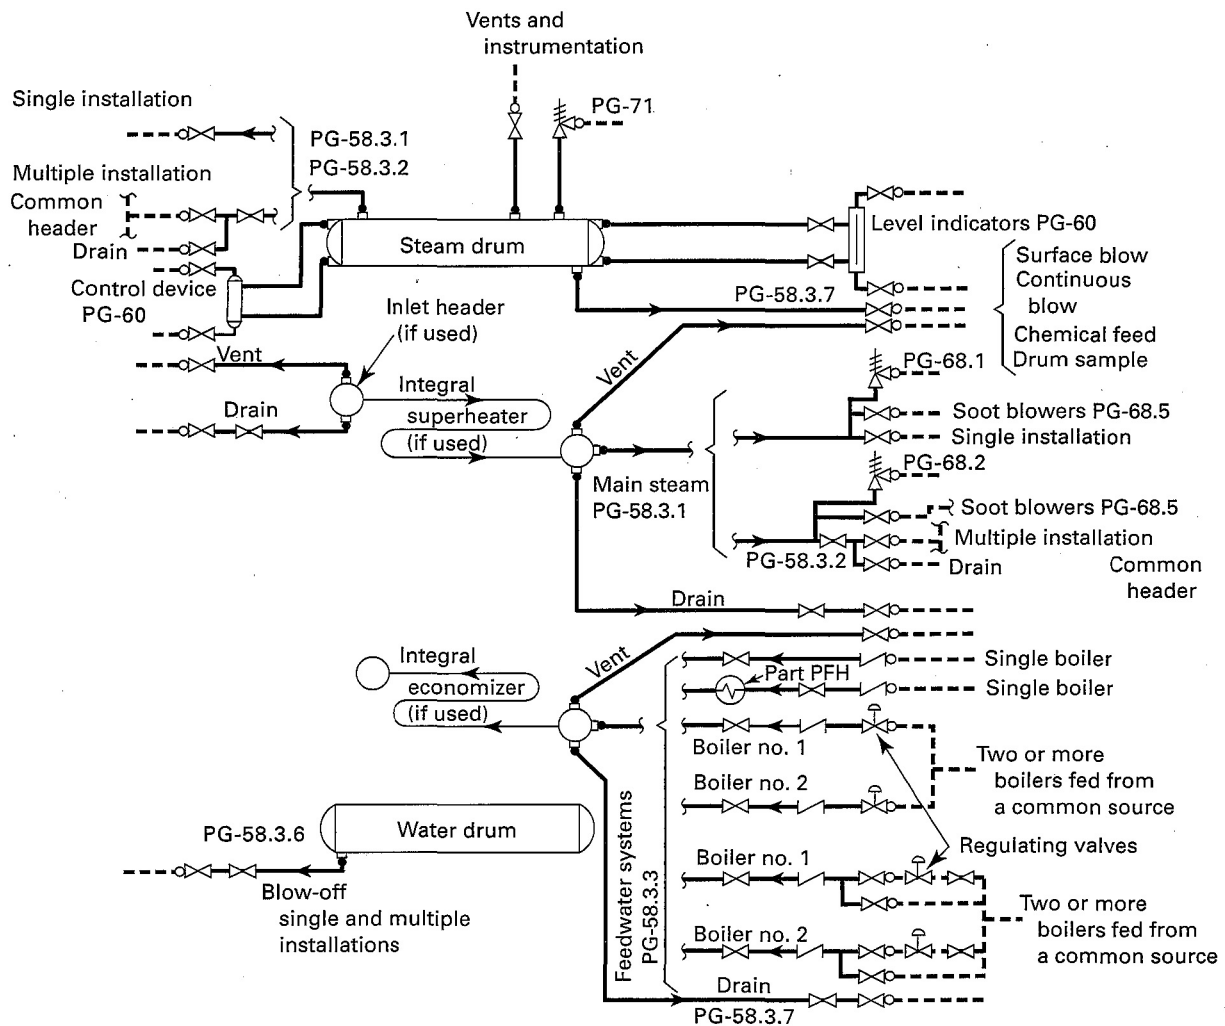 Vents and
instrumentation
Single installation
PG-71
PG-58.3.1
PG-58.3.2
Multiple installation
Common
header
Drain
Steam drum
Level indicators PG-60
Control device
PG-60
Inlet header
(if used)
PG-58.3.7
Surface blow
Continuous
blow
Chemical feed
Drum sample
Vent
Vent
Integral
superheater
(if used)
Drain
PG-68.1
Soot blowers PG-68.5
Single installation
PG-68.2
Main steam
PG-58.3.1
Soot blowers PG-68.5
Multiple installation
PG-58.3.2
Drain
Common
header
Drain
Vent
Integral
economizer
(if used)
Single boiler
Part PFH
Single boiler
Boiler no. 1
Boiler no. 2
Two or more
boilers fed from
a common source
Regulating valves
Water drum
PG-58.3.6
Blow-off
single and multiple
installations
Feedwater systems
PG-58.3.3
Boiler no. 1
Boiler no. 2
Two or more
boilers fed from
a common source
Drain
PG-58.3.7